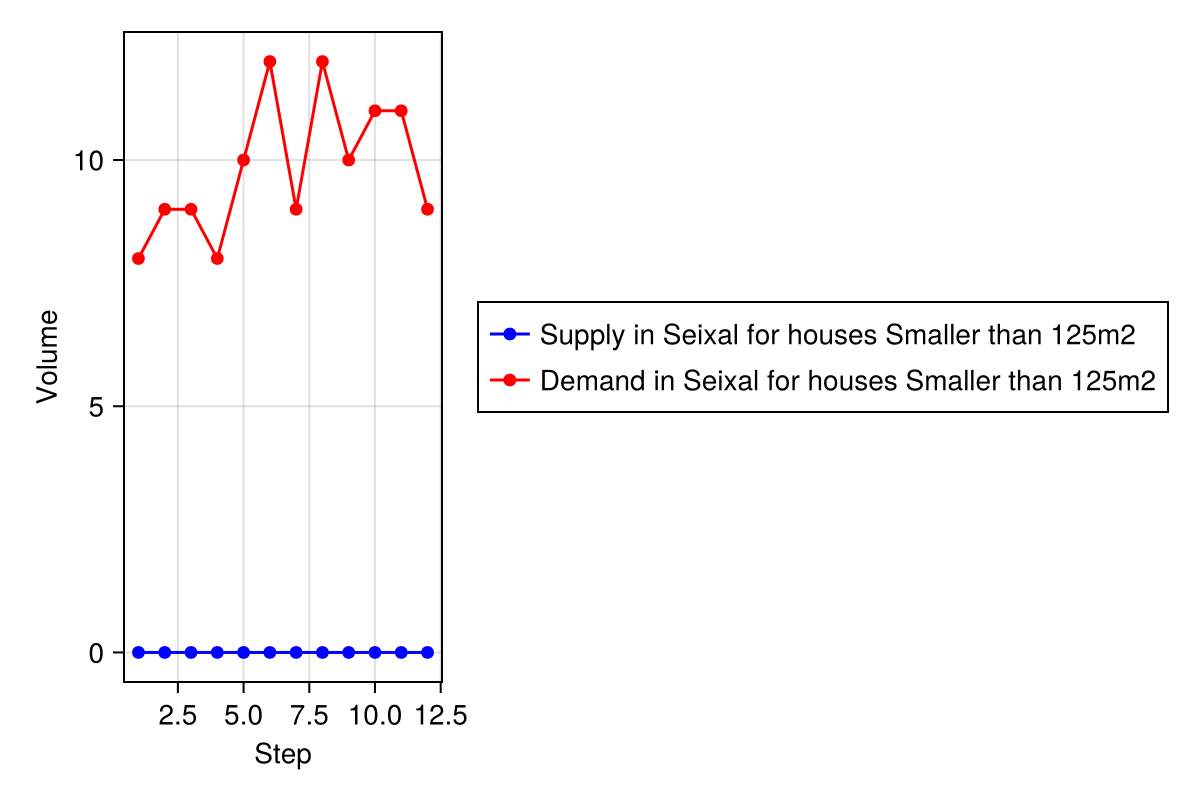 Volume
10
5
0
2.5 5.0 7.5 10.0 12.5
Step
Supply in Seixal for houses Smaller than 125m2
Demand in Seixal for houses Smaller than 125m2